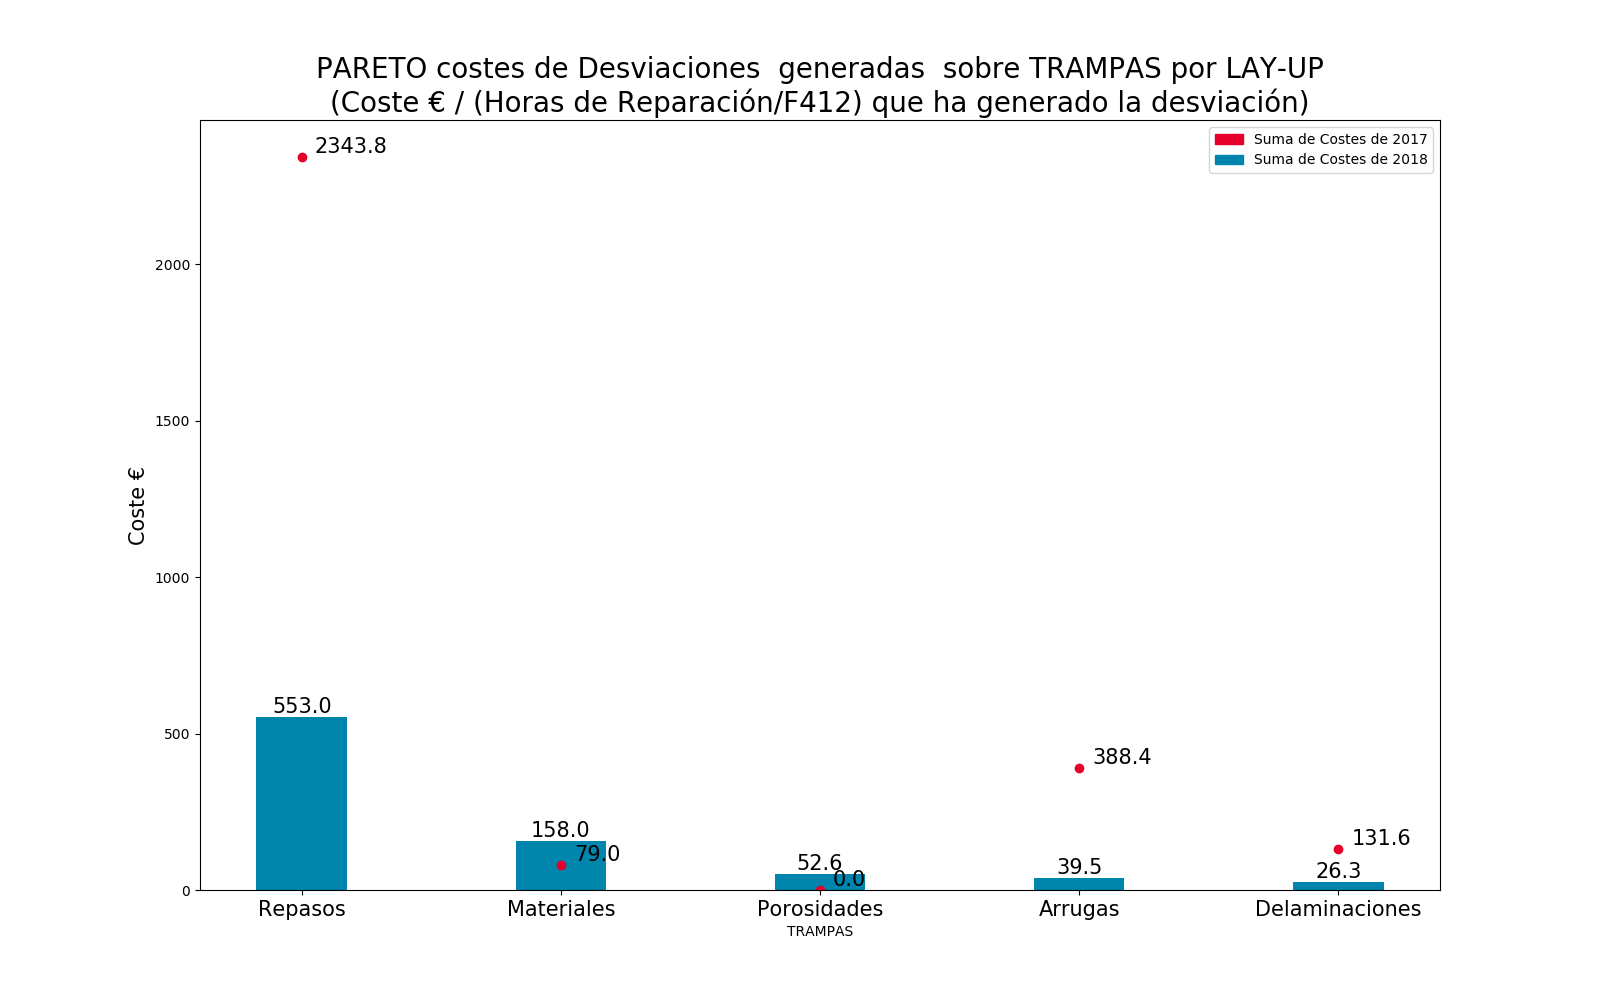 PARETO costes de Desviaciones  generadas  sobre TRAMPAS por LAY-UP
(Coste € / (Horas de Reparación/F412) que ha generado la desviación)
Suma de Costes de 2017
Suma de Costes de 2018
2343.8
2000
1500
Coste €
1000
553.0
500
388.4
158.0
79.0
52.6
0.0
39.5
131.6
26.3
0
Repasos
Materiales
Porosidades
Arrugas
Delaminaciones
TRAMPAS